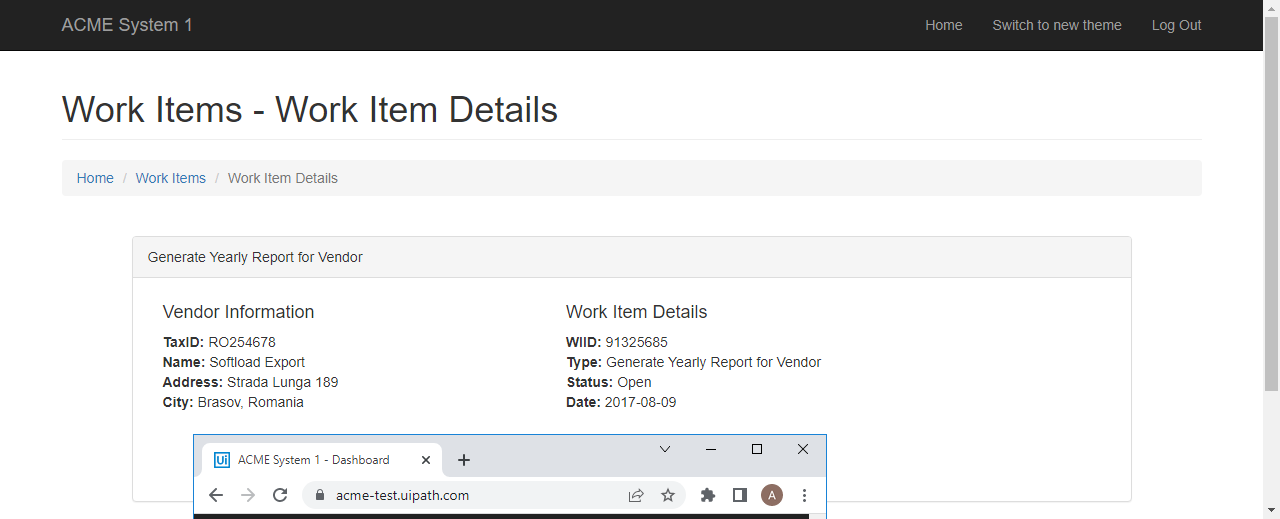 ACME System 1 Home Switch to new theme Log Out
Work Items - Work Item Details
Home / Work Items / Work Item Details
Generate Yearly Report for Vendor
Vendor Information
TaxID: RO254678
Name: Softload Export
Address: Strada Lunga 189
City: Brasov, Romania
Work Item Details
WIID: 91325685
Type: Generate Yearly Report for Vendor
Status: Open
Date: 2017-08-09
Ui ACME System 1 - Dashboard
acme-test.uipath.com A